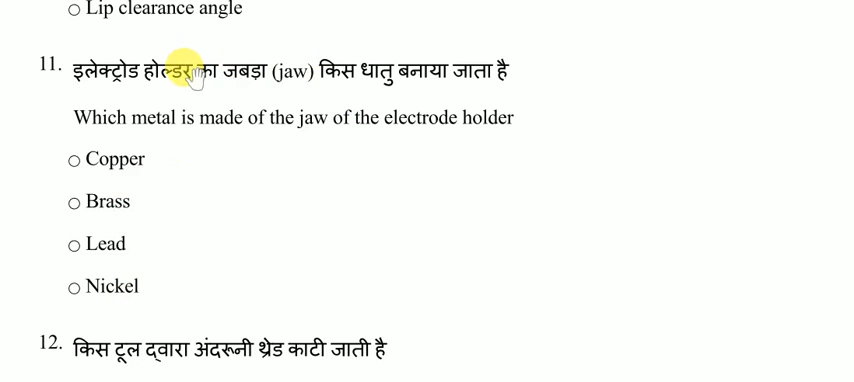 Lip clearance angle
11. इलेक्ट्रोड होल्डर का जबड़ा (jaw) किस धातु बनाया जाता है
Which metal is made of the jaw of the electrode holder
Copper
Brass
Lead
Nickel
12. किस टूल द्वारा अंदरूनी थ्रेड काटी जाती है